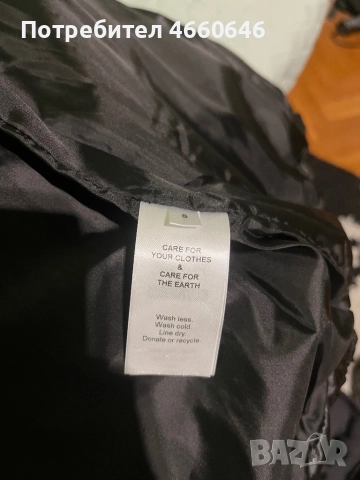 Потребител 4660646
CARE FOR
YOUR CLOTHES
&
CARE FOR
THE EARTH
Wash less.
Wash cold.
Line dry.
Donate or recycle
BAZAR